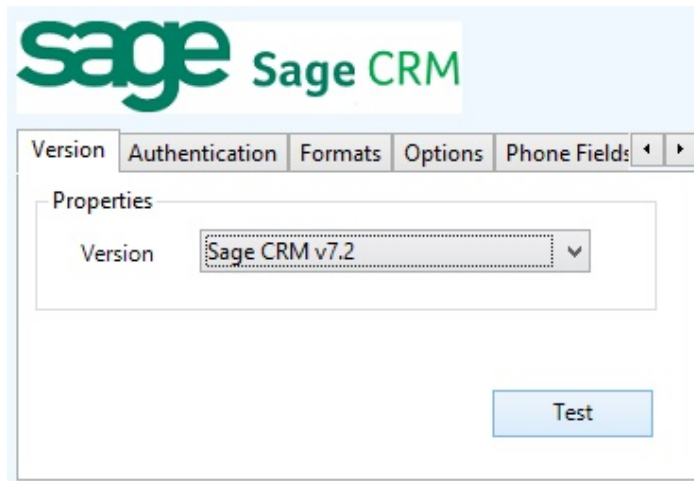 sage Sage CRM
Version Authentication Formats Options Phone Fields
Properties
Version Sage CRM v7.2
Test